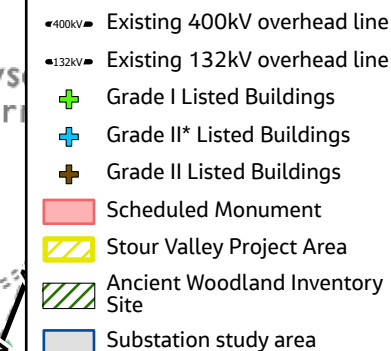 400kV Existing 400kV overhead line
132kV Existing 132kV overhead line
Grade I Listed Buildings
Grade II* Listed Buildings
Grade II Listed Buildings
Scheduled Monument
Stour Valley Project Area
Ancient Woodland Inventory
Site
Substation study area